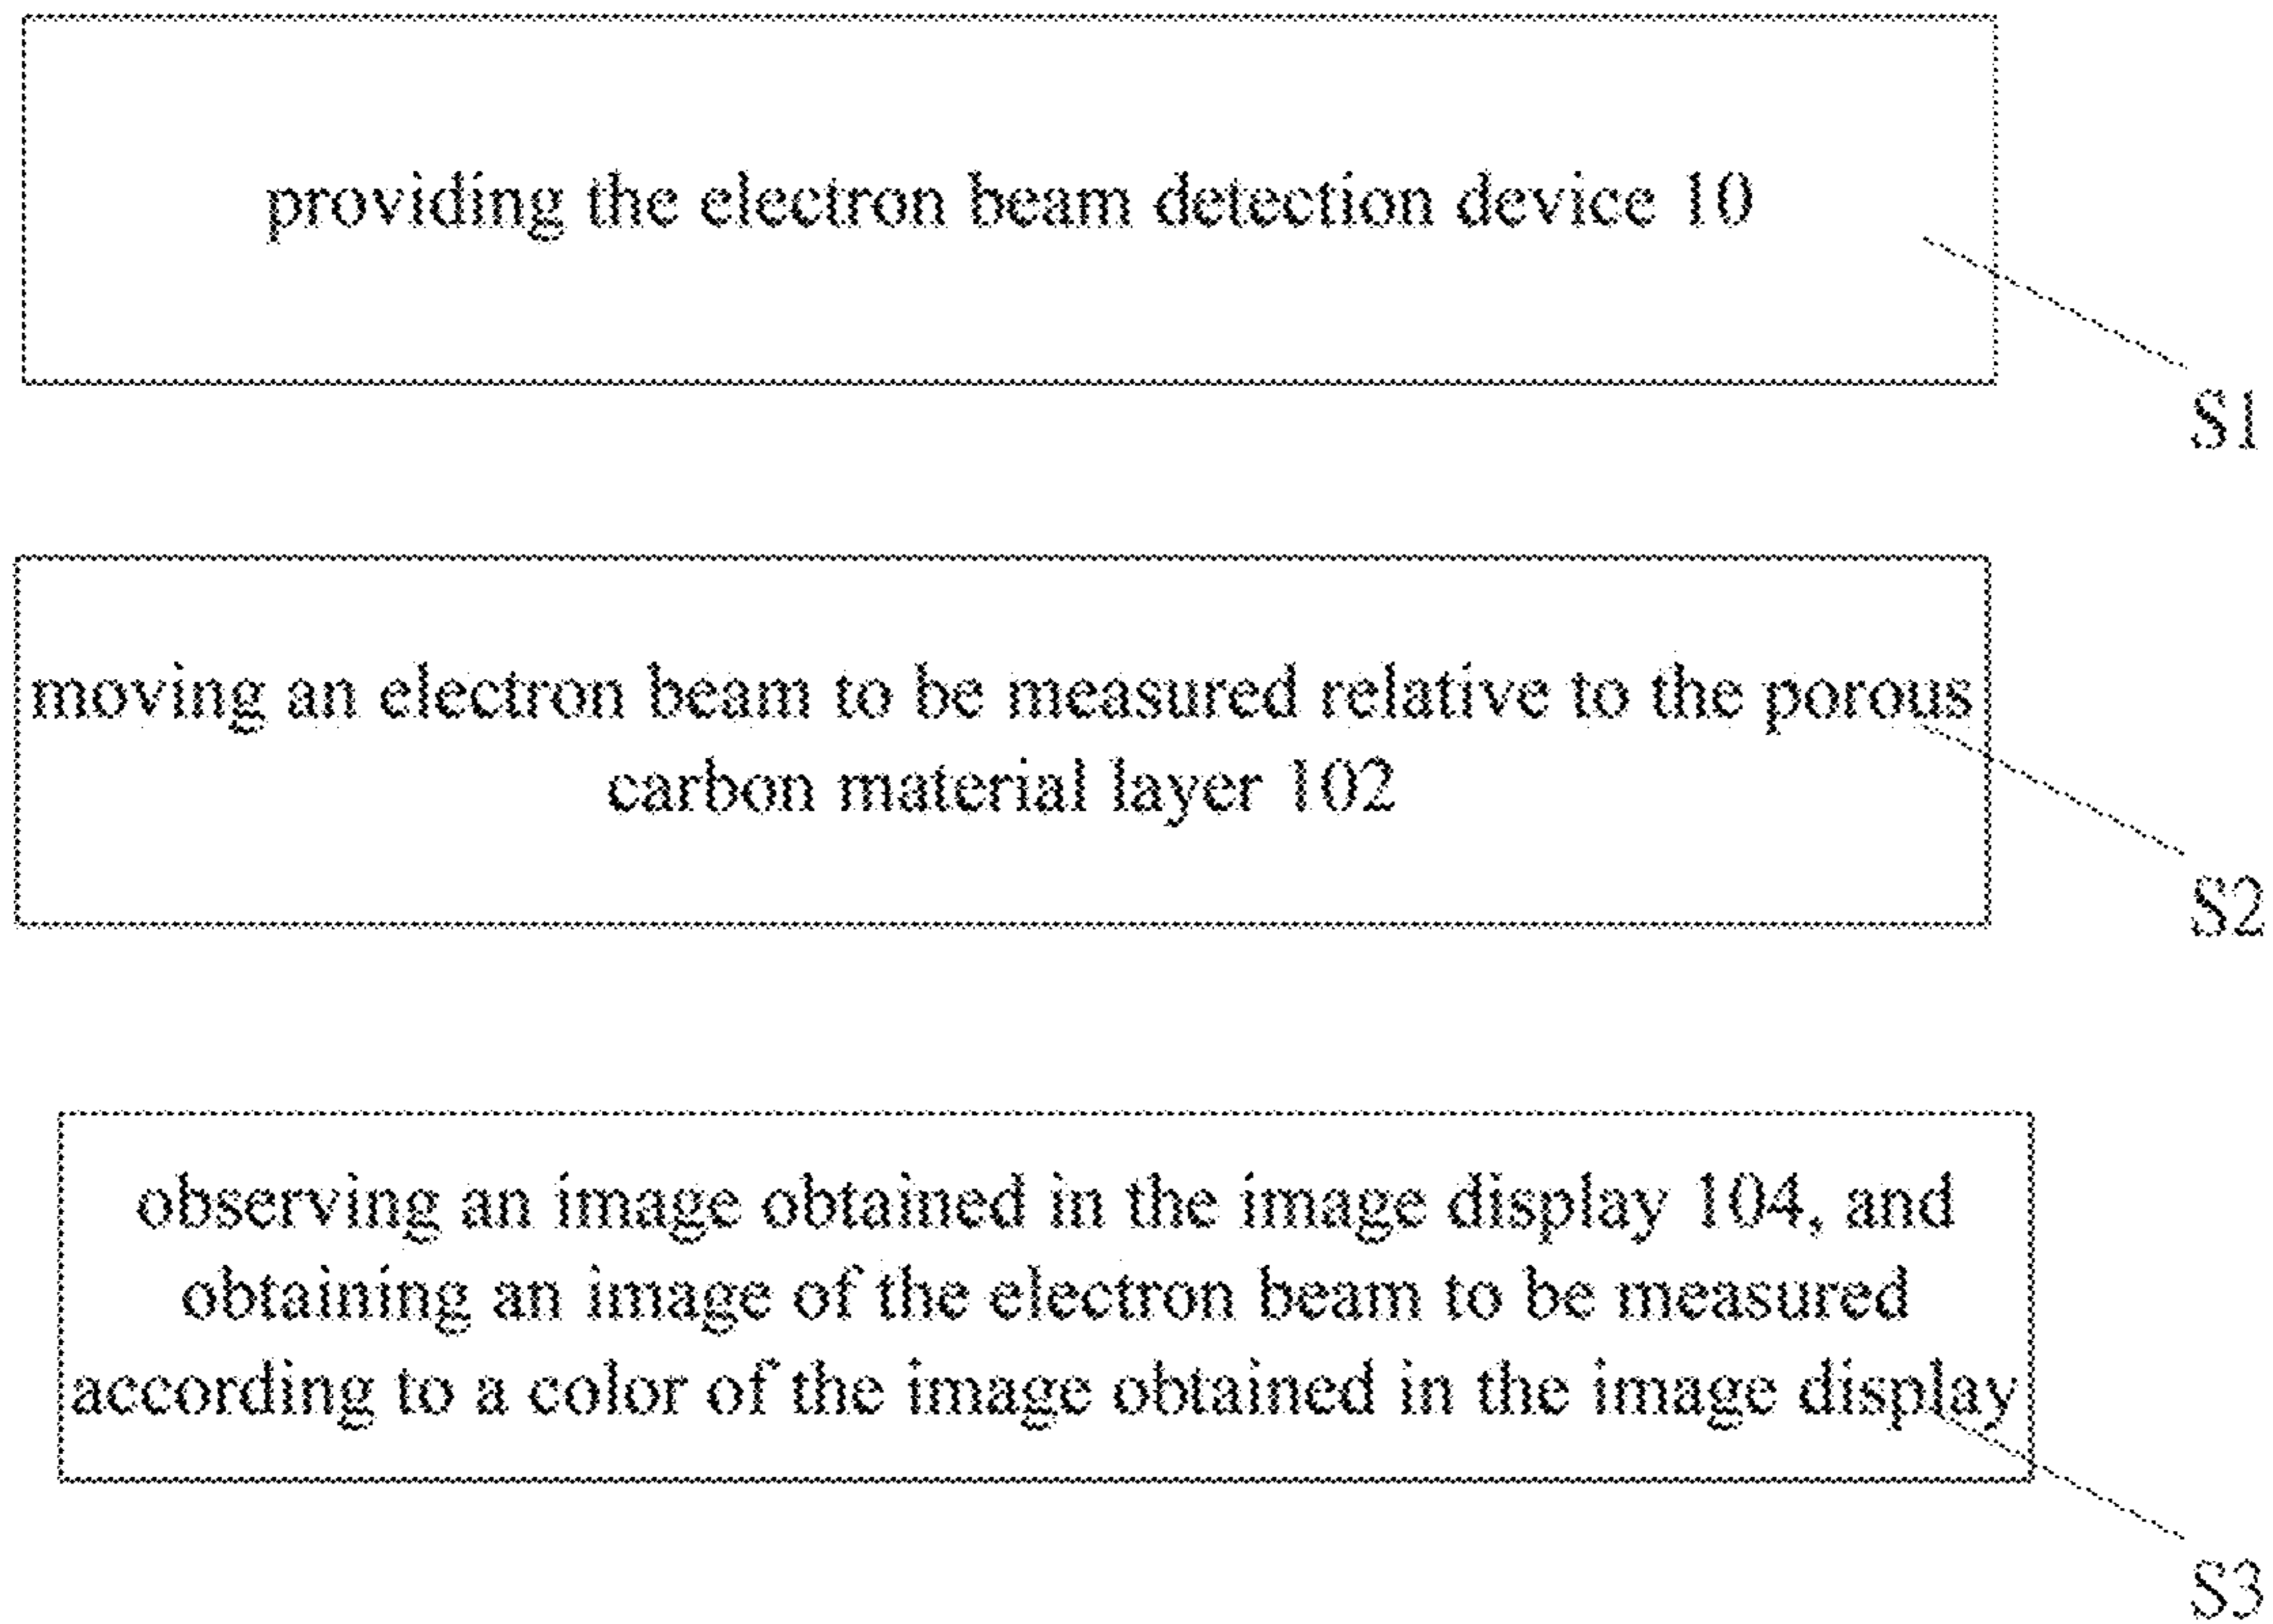 providing the electron beam detection device 10
S1
moving an electron beam to be measured relative to the porous
carbon material layer 102
S2
observing an image obtained in the image display 104, and
obtaining an image of the electron beam to be measured
according to a color of the image obtained in the image display
S3